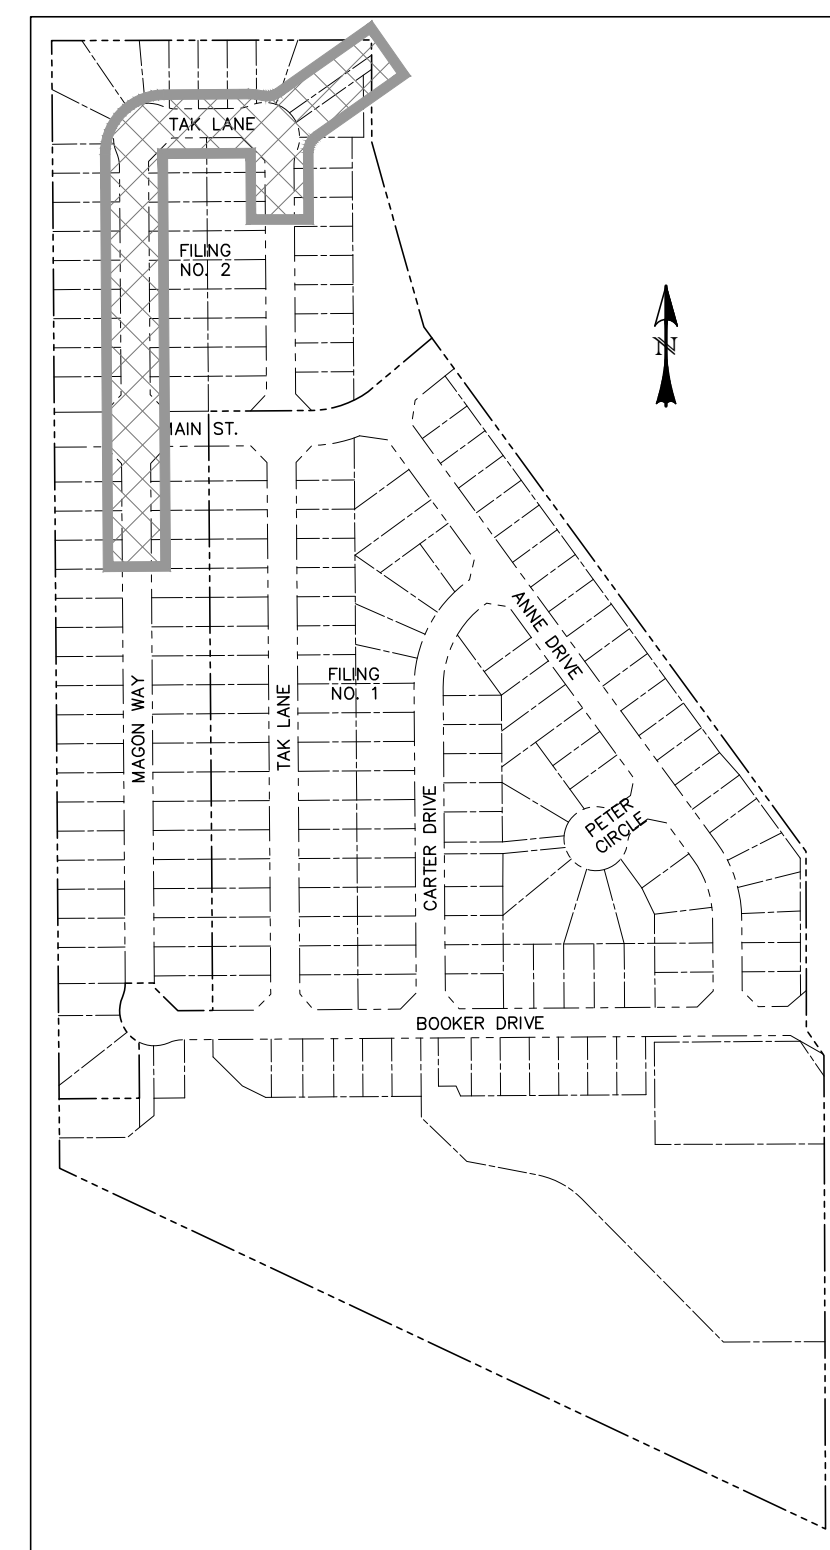 TAK LANE
FILING
NO. 2
N
MAIN ST.
ANNE DRIVE
FILING
NO. 1
MAGON WAY
TAK LANE
CARTER DRIVE
PETER
CIRCLE
BOOKER DRIVE